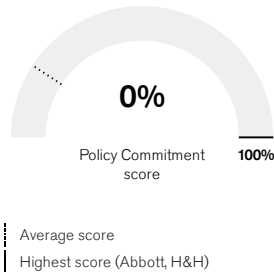 0%
Policy Commitment
score
100%
Average score
Highest score (Abbott, H&H)